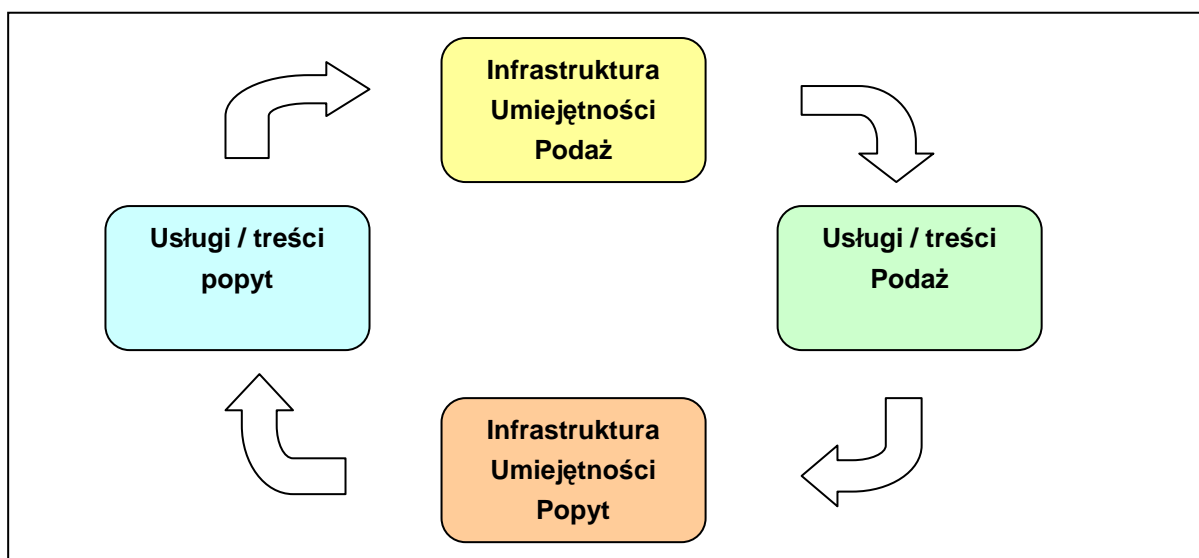 Infrastruktura
Umiejętności
Podaż
Usługi / treści
popyt
Usługi / treści
Podaż
Infrastruktura
Umiejętności
Popyt